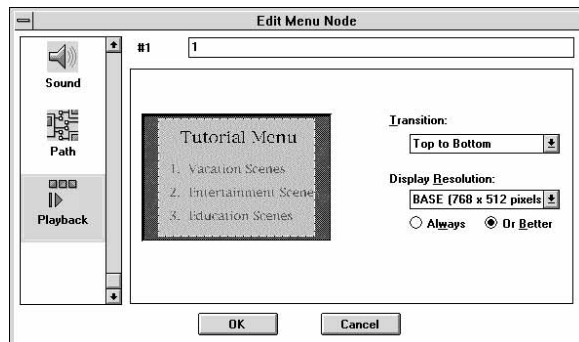 Edit Menu Node
#1 1
Sound
Path
Playback
Tutorial Menu
1. Vacation Scenes
2. Entertainment Scene
3. Education Scenes
Transition:
Top to Bottom
Display Resolution:
BASE (768 x 512 pixels
Always Or Better
OK Cancel